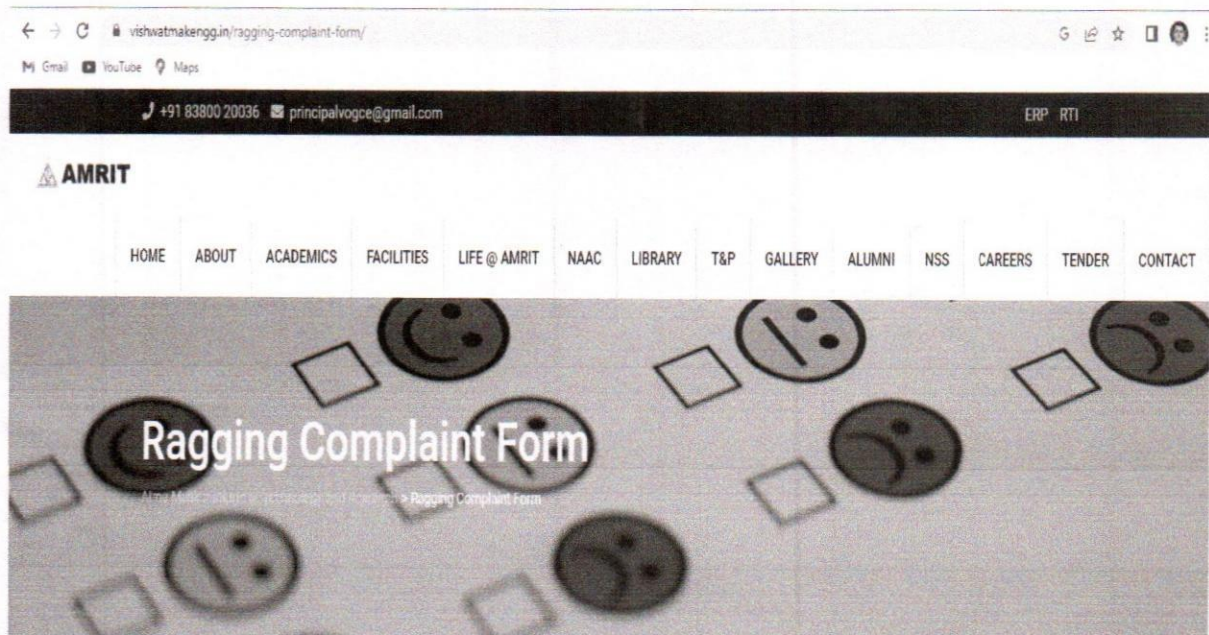 vishwatmakengg.in/ragging-complaint-form/
Gmail YouTube Maps
+91 83800 20036 principalvogce@gmail.com ERP RTI
AMRIT
HOME ABOUT ACADEMICS FACILITIES LIFE @ AMRIT NAAC LIBRARY T&P GALLERY ALUMNI NSS CAREERS TENDER CONTACT
Ragging Complaint Form
> Ragging Complaint Form